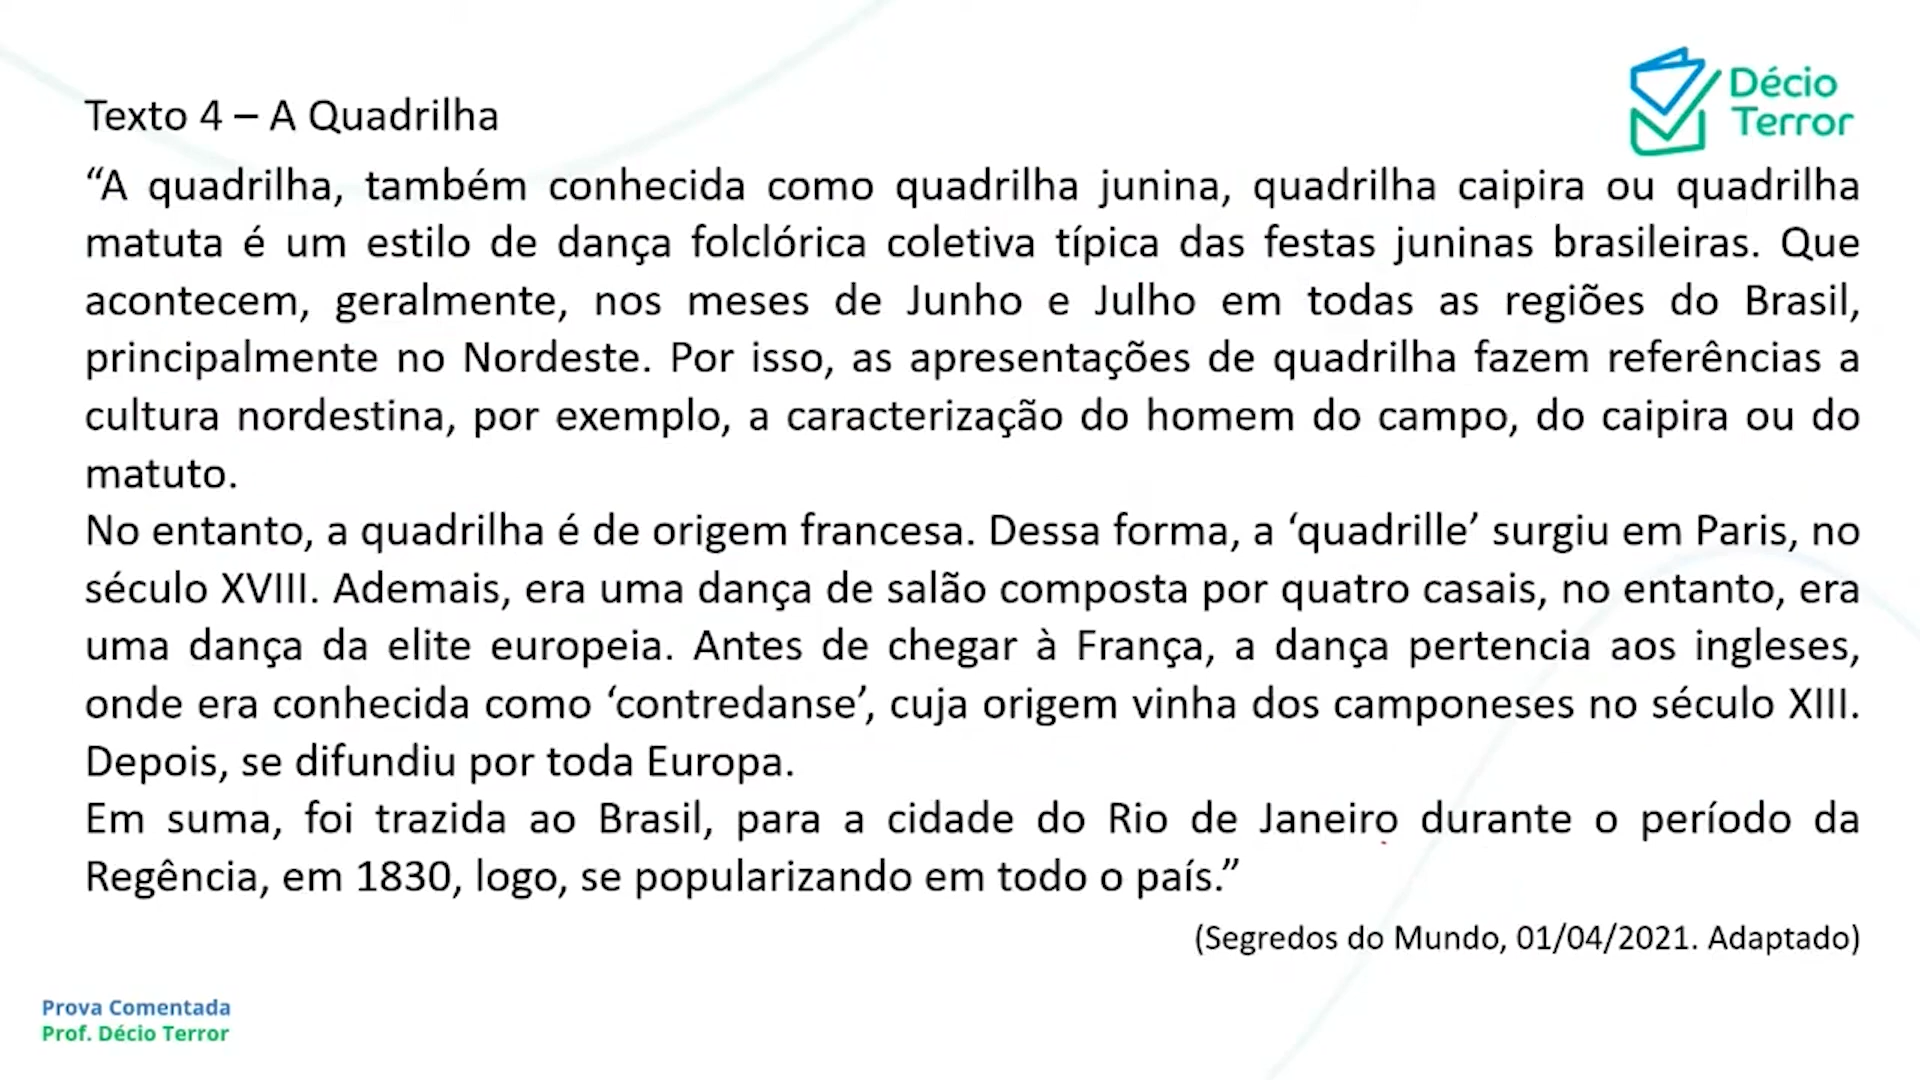 Décio
Terror
Texto 4 – A Quadrilha
“A quadrilha, também conhecida como quadrilha junina, quadrilha caipira ou quadrilha
matuta é um estilo de dança folclórica coletiva típica das festas juninas brasileiras. Que
acontecem, geralmente, nos meses de Junho e Julho em todas as regiões do Brasil,
principalmente no Nordeste. Por isso, as apresentações de quadrilha fazem referências a
cultura nordestina, por exemplo, a caracterização do homem do campo, do caipira ou do
matuto.
No entanto, a quadrilha é de origem francesa. Dessa forma, a ‘quadrille’ surgiu em Paris, no
século XVIII. Ademais, era uma dança de salão composta por quatro casais, no entanto, era
uma dança da elite europeia. Antes de chegar à França, a dança pertencia aos ingleses,
onde era conhecida como ‘contredanse’, cuja origem vinha dos camponeses no século XIII.
Depois, se difundiu por toda Europa.
Em suma, foi trazida ao Brasil, para a cidade do Rio de Janeiro durante o período da
Regência, em 1830, logo, se popularizando em todo o país.”
(Segredos do Mundo, 01/04/2021. Adaptado)
Prova Comentada
Prof. Décio Terror